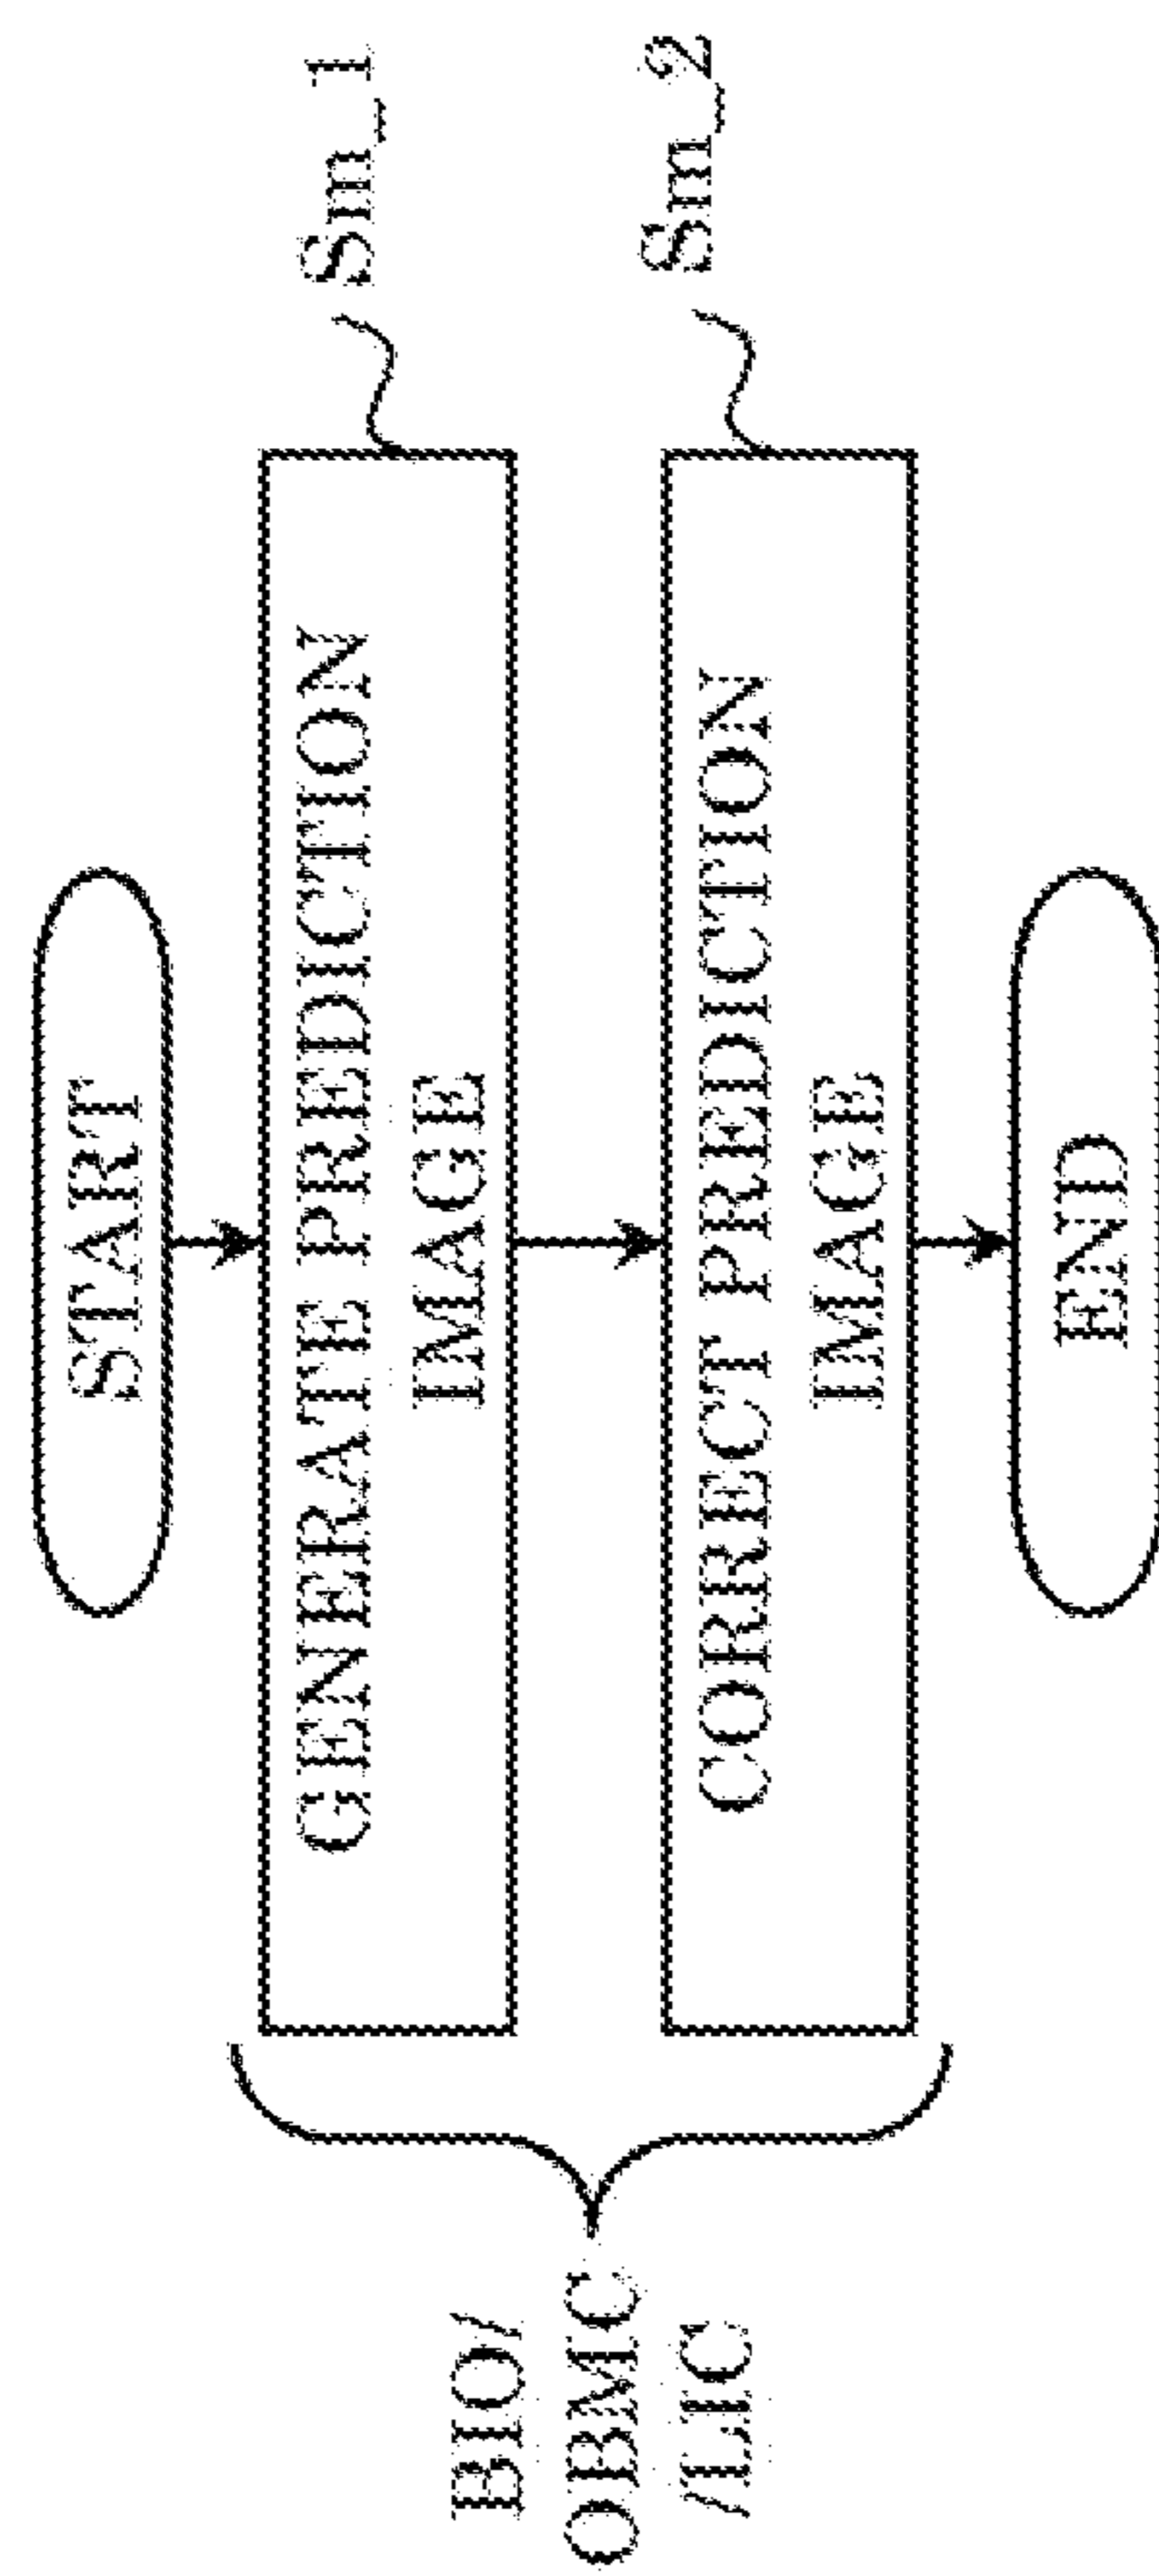 START
GENERATE PREDICTION
IMAGE
Sm_1
BIO/
OBMC
/LIC
CORRECT PREDICTION
IMAGE
Sm_2
END